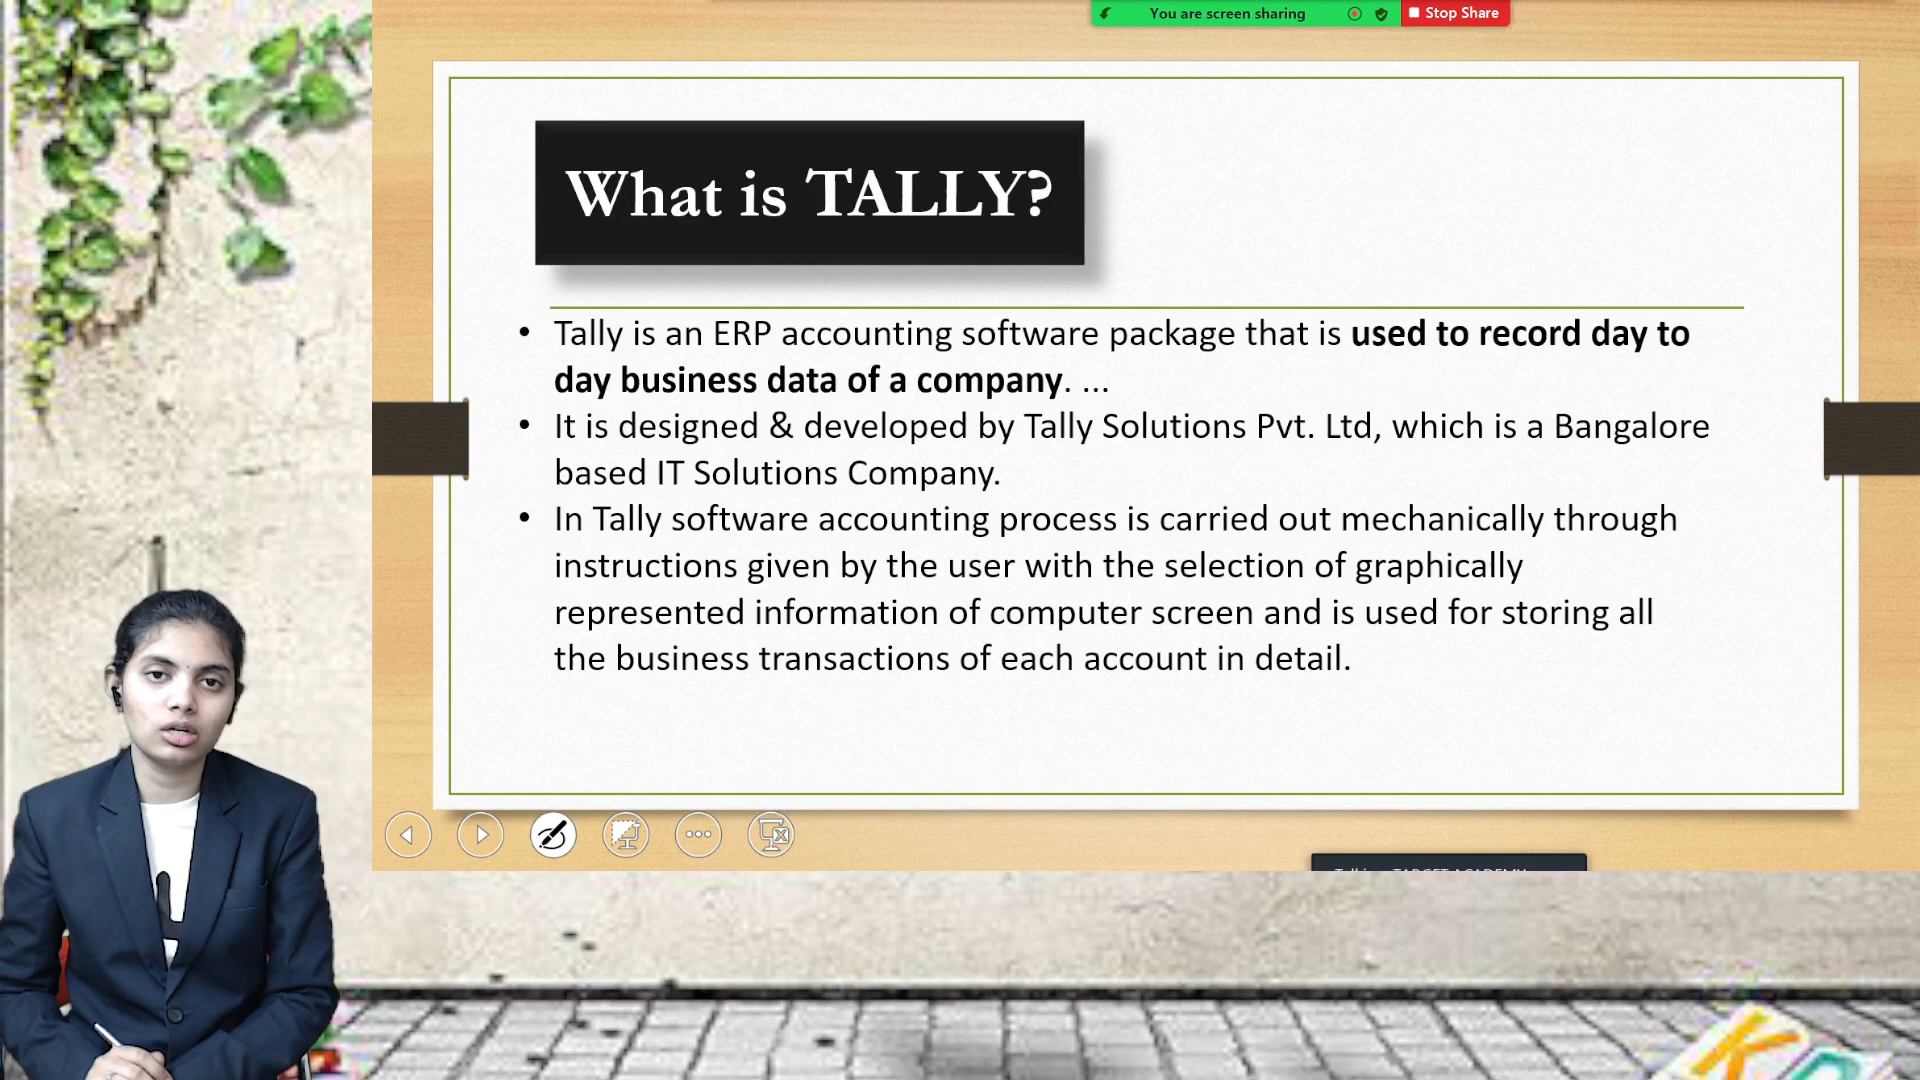 You are screen sharing
Stop Share
What is TALLY?
• Tally is an ERP accounting software package that is used to record day to
day business data of a company. ...
• It is designed & developed by Tally Solutions Pvt. Ltd, which is a Bangalore
based IT Solutions Company.
• In Tally software accounting process is carried out mechanically through
instructions given by the user with the selection of graphically
represented information of computer screen and is used for storing all
the business transactions of each account in detail.